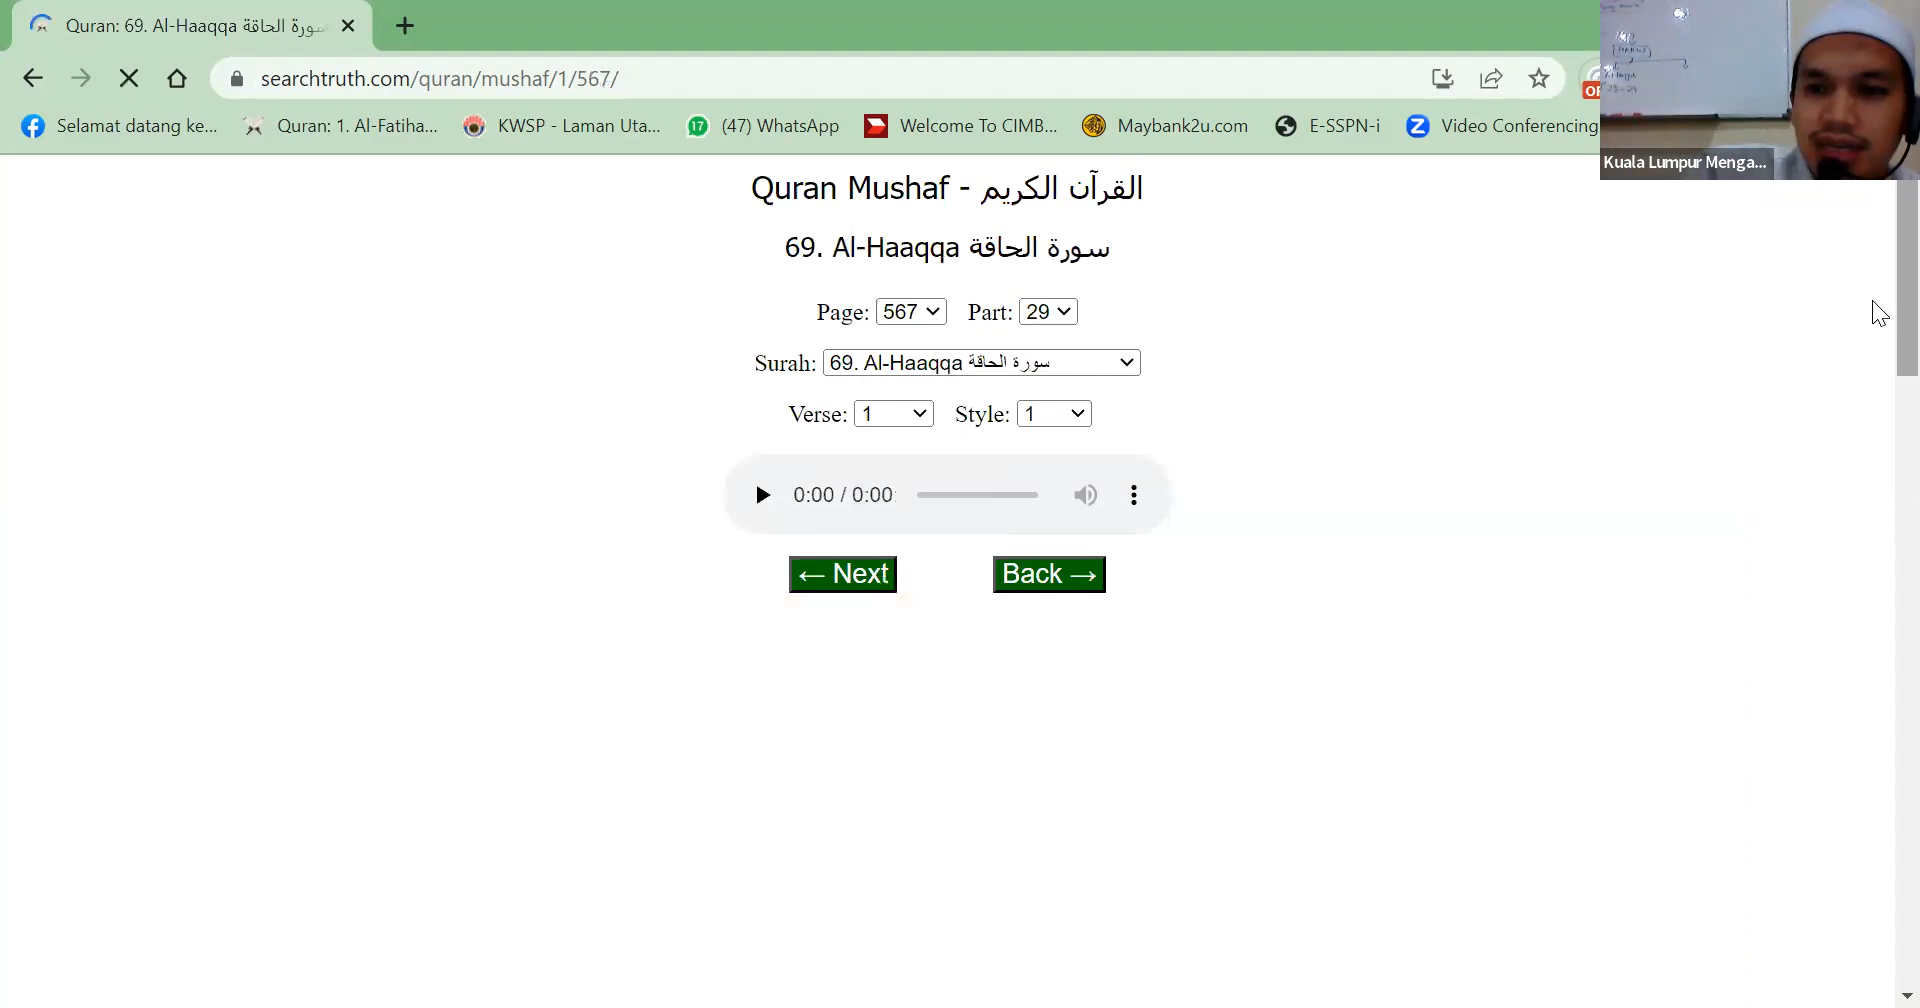 Quran: 69. Al-Haaqqa سورة الحاقة
searchtruth.com/quran/mushaf/1/567/
Selamat datang ke... Quran: 1. Al-Fatiha... KWSP - Laman Uta... 17 (47) WhatsApp Welcome To CIMB... Maybank2u.com E-SSPN-i Z Video Conferencing
Kuala Lumpur Menga...
Quran Mushaf - القرآن الكريم
69. Al-Haaqqa سورة الحاقة
Page: 567 Part: 29
Surah: 69. Al-Haaqqa سورة الحاقة
Verse: 1 Style: 1
0:00 / 0:00
← Next Back →